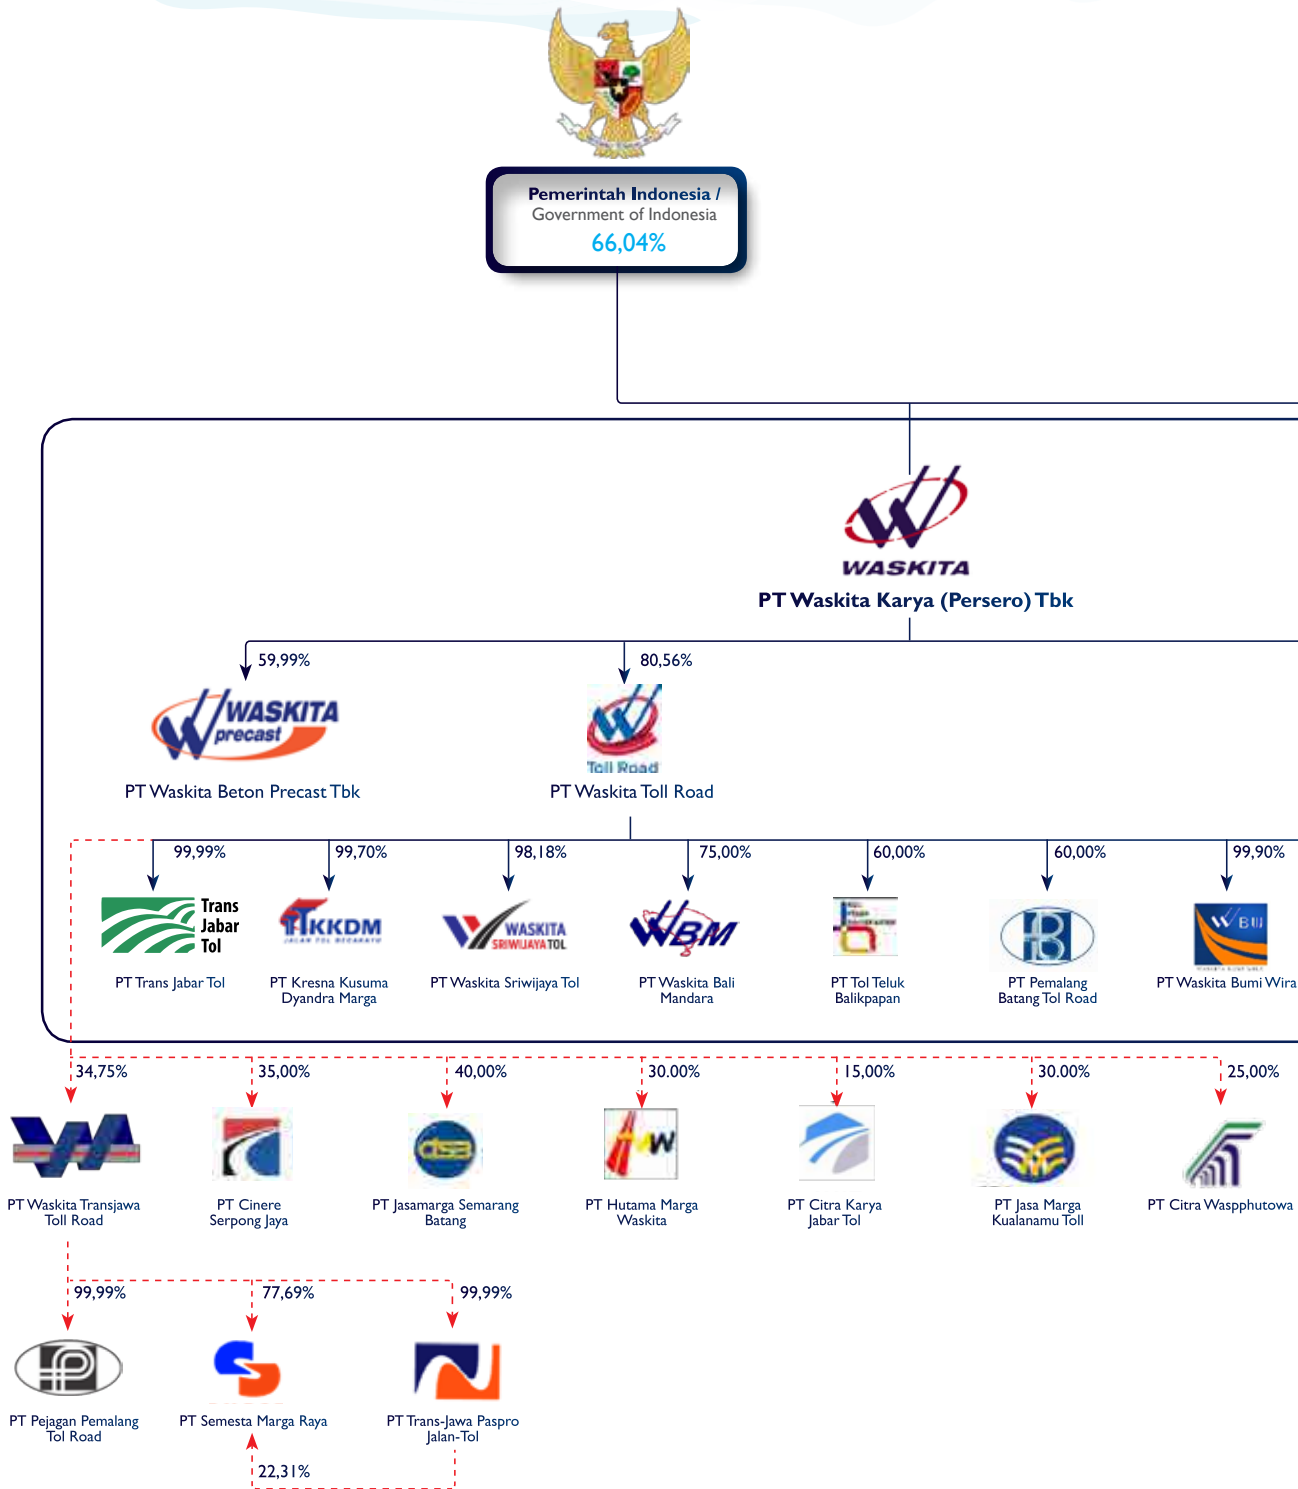 Pemerintah Indonesia /
Government of Indonesia
66,04%
WASKITA
PT Waskita Karya (Persero) Tbk
59,99%
80,56%
WASKITA
precast
Toll Road
PT Waskita Beton Precast Tbk
PT Waskita Toll Road
99,99%
99,70%
98,18%
75,00%
60,00%
60,00%
99,90%
Trans
Jabar
Tol
KKDM
JALAN TOL BECAKAYU
WASKITA
SRIWIJAYA TOL
WBM
PT Trans Jabar Tol
PT Kresna Kusuma
Dyandra Marga
PT Waskita Sriwijaya Tol
PT Waskita Bali
Mandara
PT Tol Teluk
Balikpapan
PT Pemalang
Batang Tol Road
PT Waskita Bumi Wira
34,75%
35,00%
40,00%
30.00%
15,00%
30.00%
25,00%
PT Waskita Transjawa
Toll Road
PT Cinere
Serpong Jaya
PT Jasamarga Semarang
Batang
PT Hutama Marga
Waskita
PT Citra Karya
Jabar Tol
PT Jasa Marga
Kualanamu Toll
PT Citra Waspphutowa
99,99%
77,69%
99,99%
PT Pejagan Pemalang
Tol Road
PT Semesta Marga Raya
PT Trans-Jawa Paspro
Jalan-Tol
22,31%